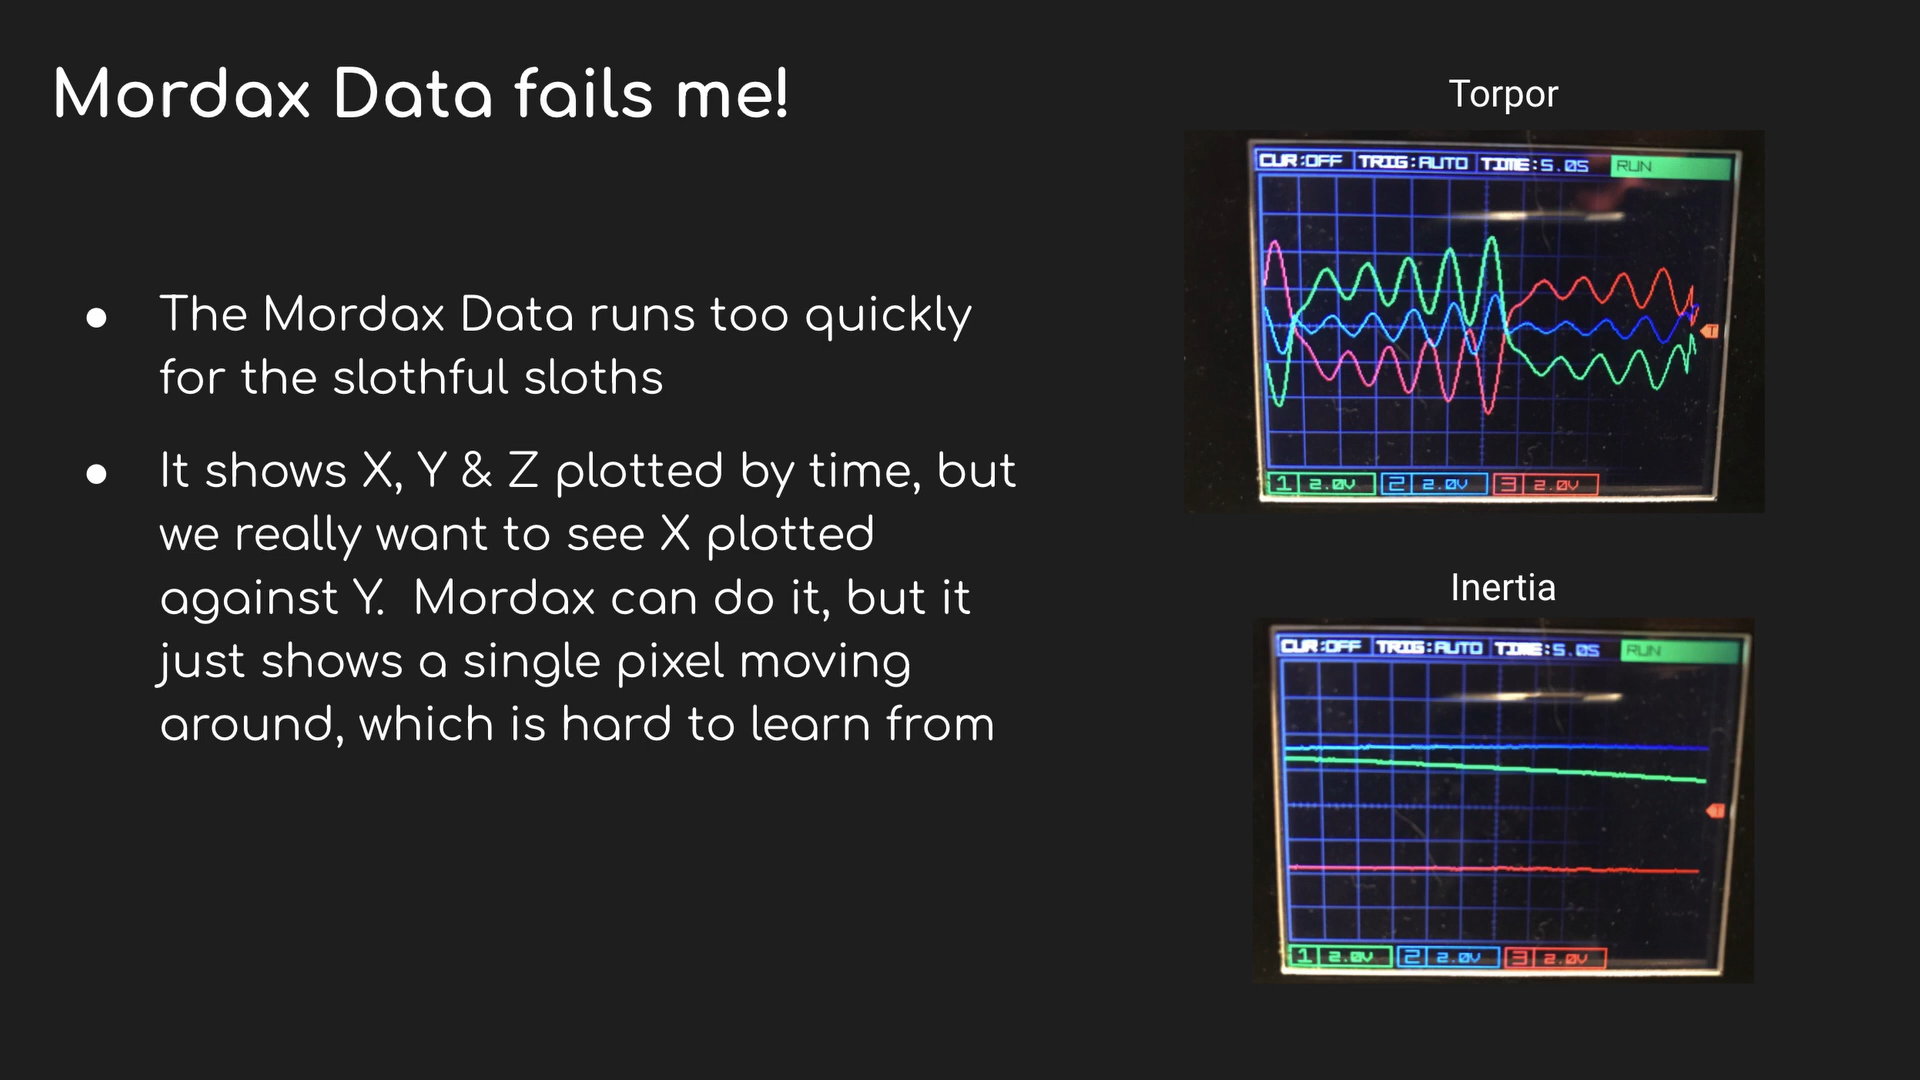 Mordax Data fails me!
● The Mordax Data runs too quickly
for the slothful sloths
● It shows X, Y & Z plotted by time, but
we really want to see X plotted
against Y.  Mordax can do it, but it
just shows a single pixel moving
around, which is hard to learn from
Torpor
CUR:OFF TRIG:AUTO TIME:5.0S RUN
T
1 2.0V 2 2.0V 3 2.0V
Inertia
CUR:OFF TRIG:AUTO TIME:5.0S RUN
T
1 2.0V 2 2.0V 3 2.0V